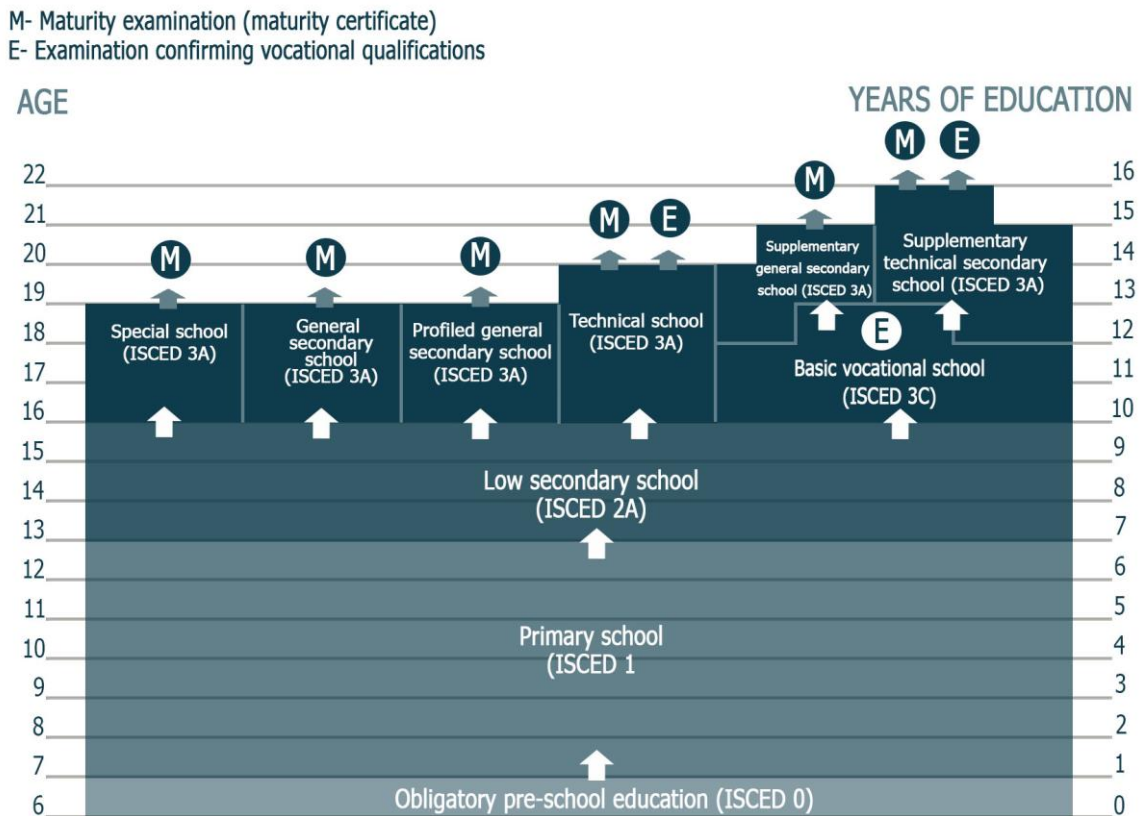 M- Maturity examination (maturity certificate)
E- Examination confirming vocational qualifications
AGE
YEARS OF EDUCATION
M
E
22
M
16
21
M
E
15
20
M
M
M
Supplementary
general secondary
school (ISCED 3A)
Supplementary
technical secondary
school (ISCED 3A)
14
19
13
Special school
(ISCED 3A)
General
secondary
school
(ISCED 3A)
Profiled general
secondary school
(ISCED 3A)
Technical school
(ISCED 3A)
E
18
12
Basic vocational school
(ISCED 3C)
17
11
16
10
15
9
Low secondary school
(ISCED 2A)
14
8
13
7
12
6
11
5
Primary school
(ISCED 1
10
4
9
3
8
2
7
1
Obligatory pre-school education (ISCED 0)
6
0